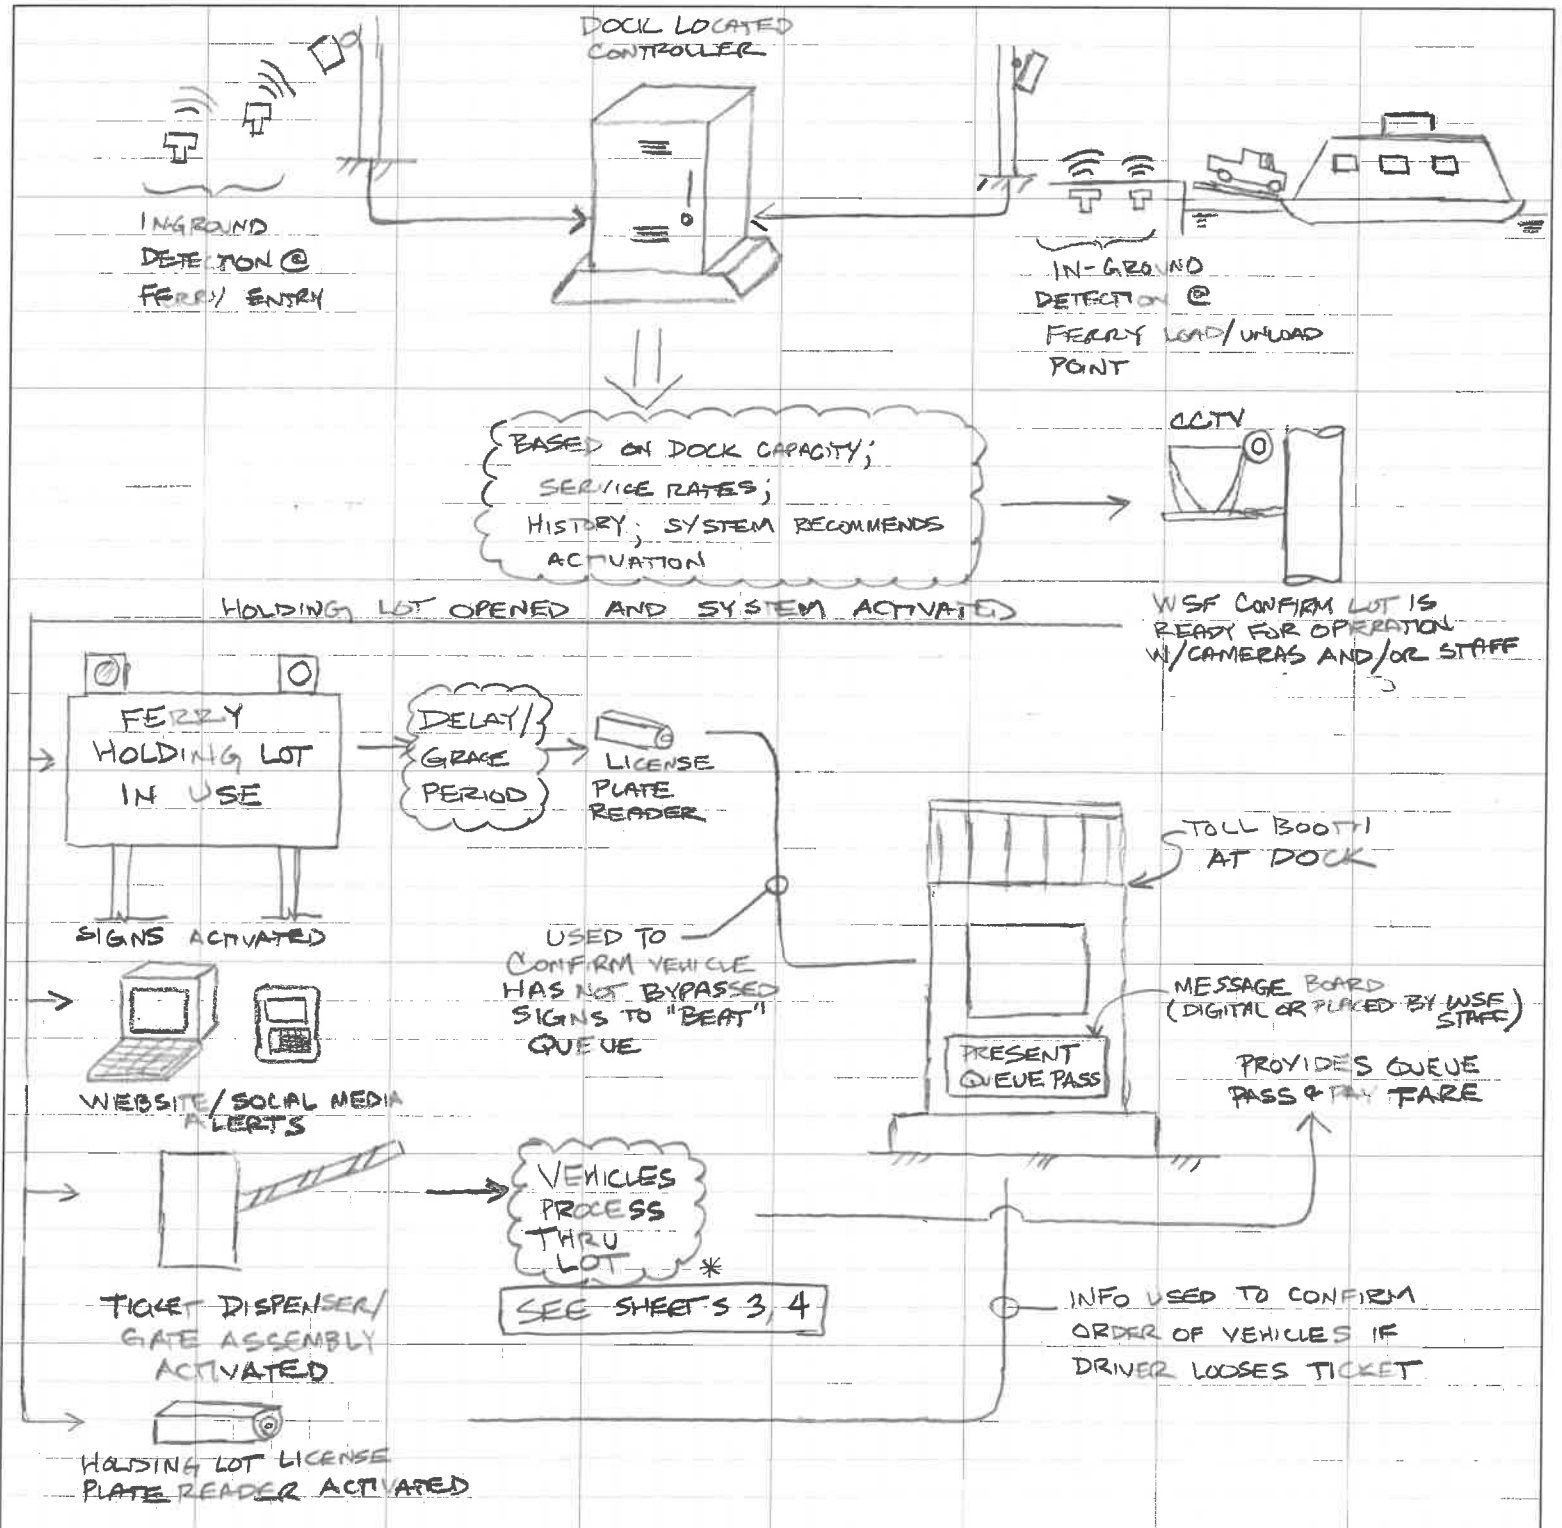 DOCK LOCATED
CONTROLLER
IN-GROUND
DETECTION @
FERRY ENTRY
IN-GROUND
DETECTION @
FERRY LOAD/UNLOAD
POINT
BASED ON DOCK CAPACITY;
SERVICE RATES;
HISTORY; SYSTEM RECOMMENDS
ACTIVATION
CCTV
WSF CONFIRM LOT IS
READY FOR OPERATION
W/CAMERAS AND/OR STAFF
HOLDING LOT OPENED AND SYSTEM ACTIVATED
FERRY
HOLDING LOT
IN USE
SIGNS ACTIVATED
DELAY/
GRACE
PERIOD
LICENSE
PLATE
READER
USED TO
CONFIRM VEHICLE
HAS NOT BYPASSED
SIGNS TO "BEAT"
QUEUE
TOLL BOOTH
AT DOCK
MESSAGE BOARD
(DIGITAL OR PLACED BY WSF
STAFF)
PRESENT
QUEUE PASS
PROVIDES QUEUE
PASS & PAY FARE
WEBSITE/SOCIAL MEDIA
ALERTS
VEHICLES
PROCESS
THRU
LOT *
SEE SHEETS 3, 4
TICKET DISPENSER/
GATE ASSEMBLY
ACTIVATED
INFO USED TO CONFIRM
ORDER OF VEHICLES IF
DRIVER LOOSES TICKET
HOLDING LOT LICENSE
PLATE READER ACTIVATED